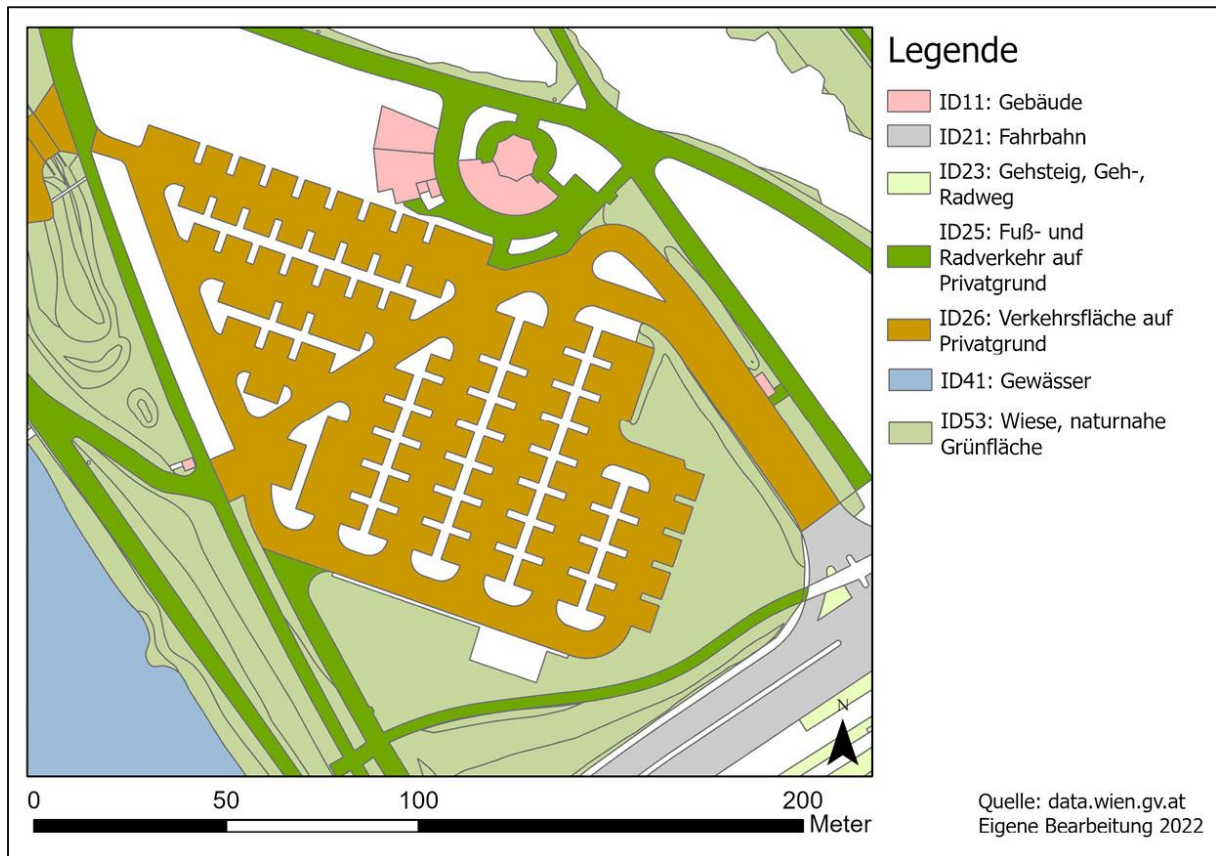 Legende
ID11: Gebäude
ID21: Fahrbahn
ID23: Gehsteig, Geh-,
Radweg
ID25: Fuß- und
Radverkehr auf
Privatgrund
ID26: Verkehrsfläche auf
Privatgrund
ID41: Gewässer
ID53: Wiese, naturnahe
Grünfläche
N
0 50 100 200
Meter
Quelle: data.wien.gv.at
Eigene Bearbeitung 2022